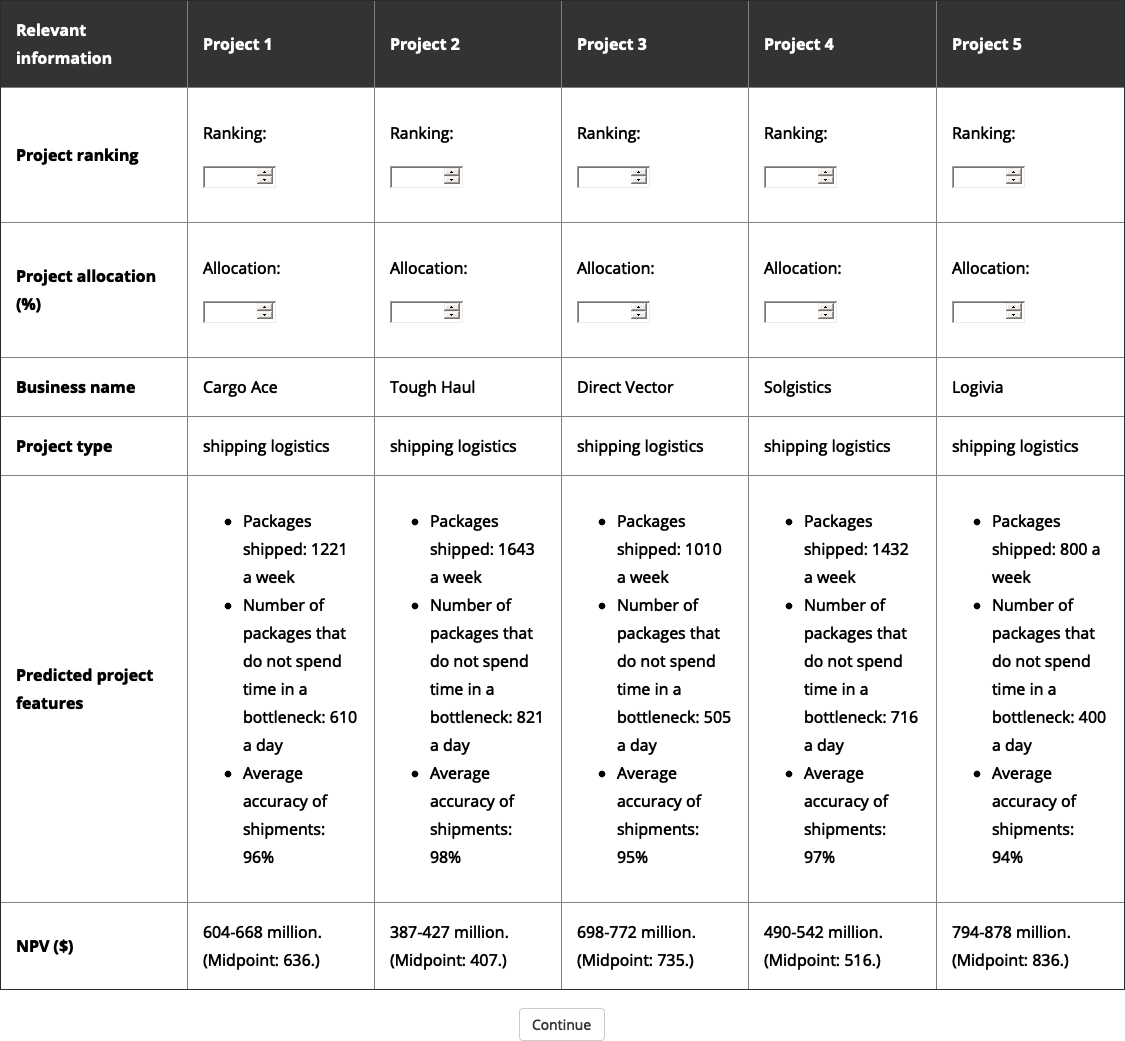 Relevant information
Project 1
Project 2
Project 3
Project 4
Project 5
Project ranking
Ranking:
Ranking:
Ranking:
Ranking:
Ranking:
Project allocation (%)
Allocation:
Allocation:
Allocation:
Allocation:
Allocation:
Business name
Cargo Ace
Tough Haul
Direct Vector
Solgistics
Logivia
Project type
shipping logistics
shipping logistics
shipping logistics
shipping logistics
shipping logistics
Predicted project features
• Packages shipped: 1221 a week
• Number of packages that do not spend time in a bottleneck: 610 a day
• Average accuracy of shipments: 96%
• Packages shipped: 1643 a week
• Number of packages that do not spend time in a bottleneck: 821 a day
• Average accuracy of shipments: 98%
• Packages shipped: 1010 a week
• Number of packages that do not spend time in a bottleneck: 505 a day
• Average accuracy of shipments: 95%
• Packages shipped: 1432 a week
• Number of packages that do not spend time in a bottleneck: 716 a day
• Average accuracy of shipments: 97%
• Packages shipped: 800 a week
• Number of packages that do not spend time in a bottleneck: 400 a day
• Average accuracy of shipments: 94%
NPV ($)
604-668 million. (Midpoint: 636.)
387-427 million. (Midpoint: 407.)
698-772 million. (Midpoint: 735.)
490-542 million. (Midpoint: 516.)
794-878 million. (Midpoint: 836.)
Continue